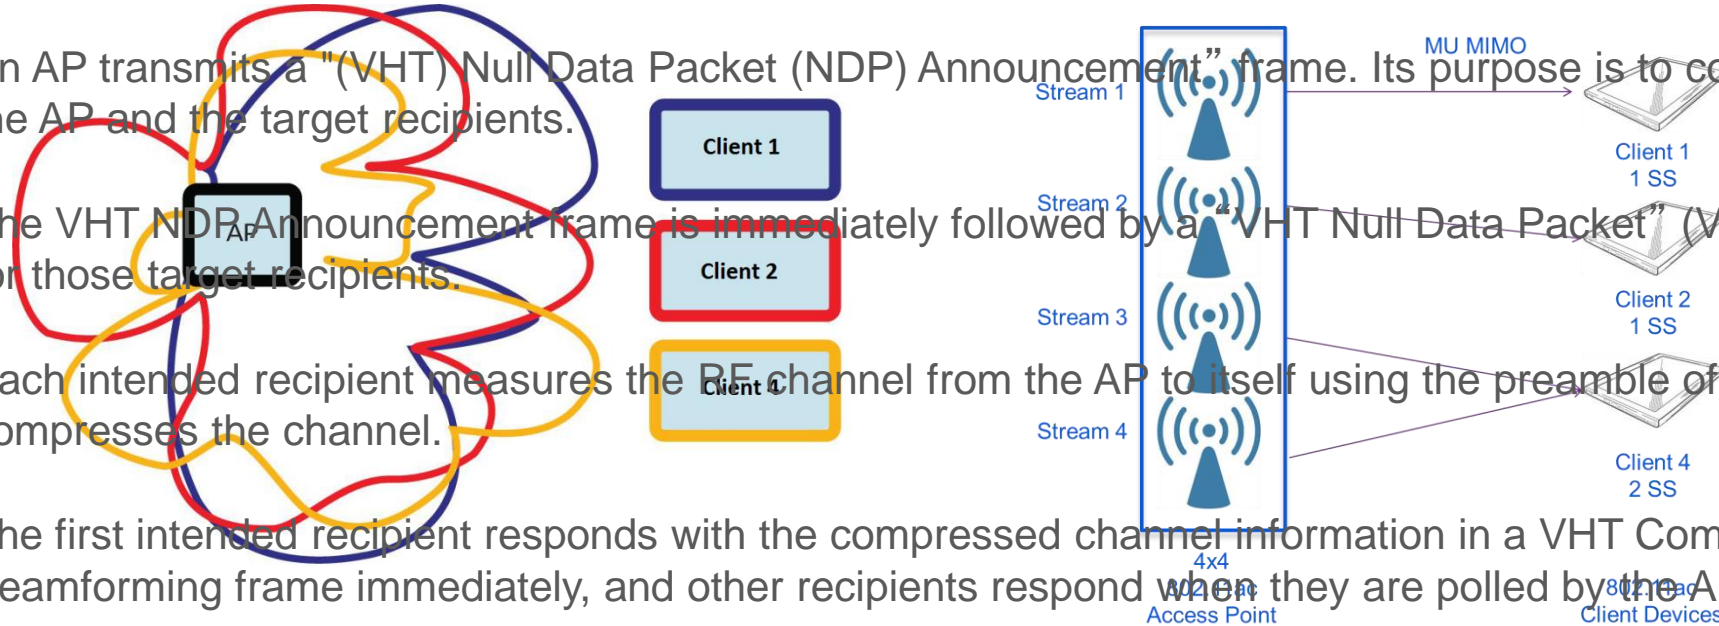 n AP transmits a "(VHT) Null Data Packet (NDP) Announcement” frame. Its purpose is to co
he AP and the target recipients.
he VHT NDP Announcement frame is immediately followed by a “VHT Null Data Packet” (V
or those target recipients.
ach intended recipient measures the RF channel from the AP to itself using the preamble of
ompresses the channel.
he first intended recipient responds with the compressed channel information in a VHT Com
eamforming frame immediately, and other recipients respond when they are polled by the A
AP
Client 1
Client 2
Client 4
MU MIMO
Stream 1
Stream 2
Stream 3
Stream 4
Client 1
1 SS
Client 2
1 SS
Client 4
2 SS
4x4
802.11ac
Access Point
802.11ac
Client Devices